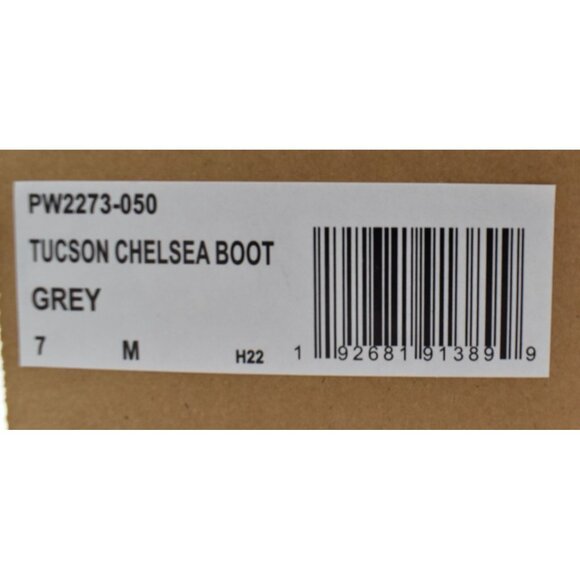 PW2273-050
TUCSON CHELSEA BOOT
GREY
7 M H22
1 92681 91389 9